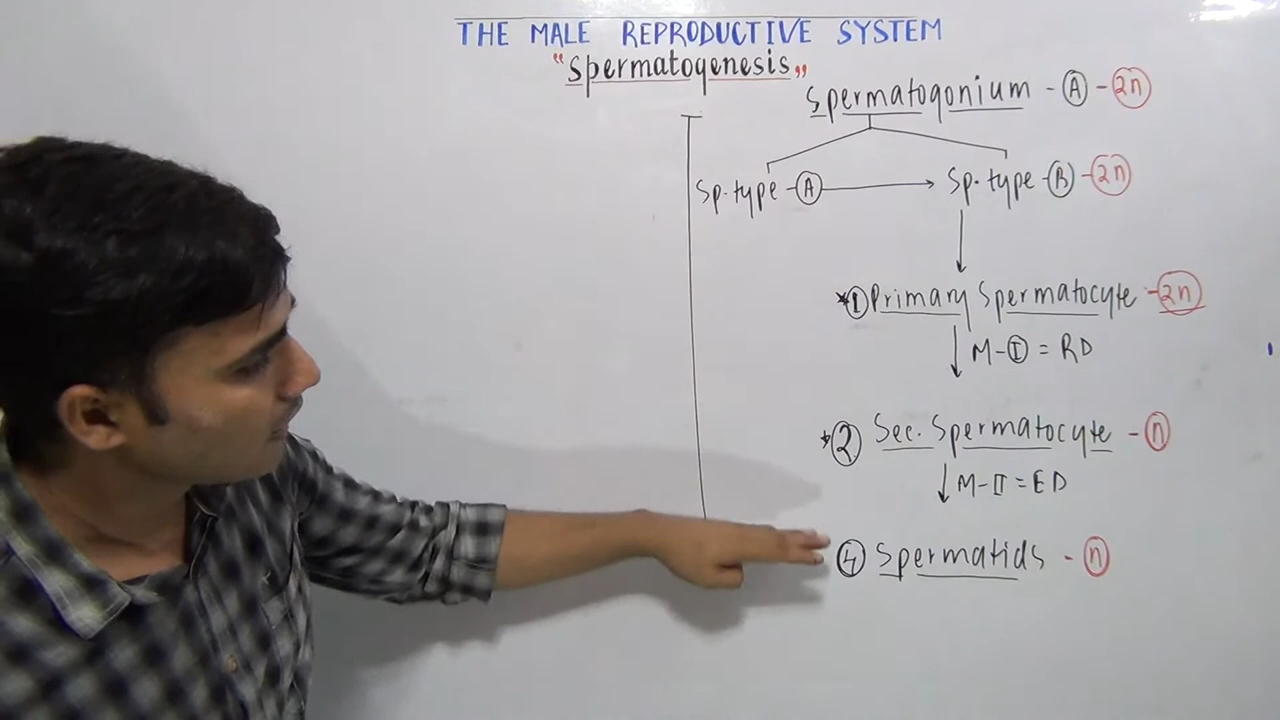 THE MALE REPRODUCTIVE SYSTEM
"Spermatogenesis"
Spermatogonium - A - 2n
Sp. type - A Sp. type - B - 2n
*1 Primary Spermatocyte - 2n
M - I = RD
*2 Sec. Spermatocyte - n
M - II = ED
4 Spermatids - n